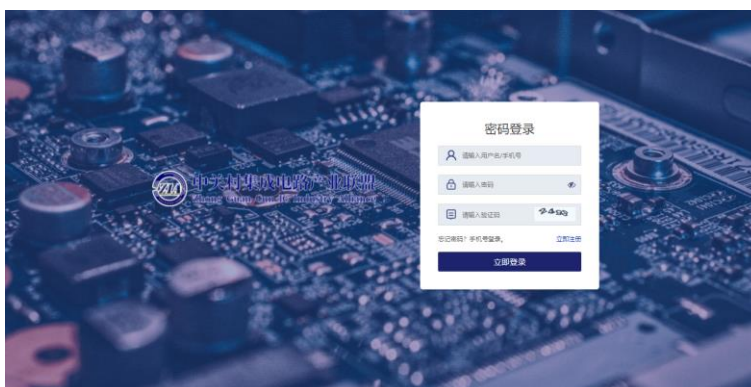 中关村集成电路产业联盟
Zhong Guan Cun IC Industry Alliance
密码登录
请输入用户名/手机号
请输入密码
请输入验证码
忘记密码? 手机号登录。
立即注册
立即登录